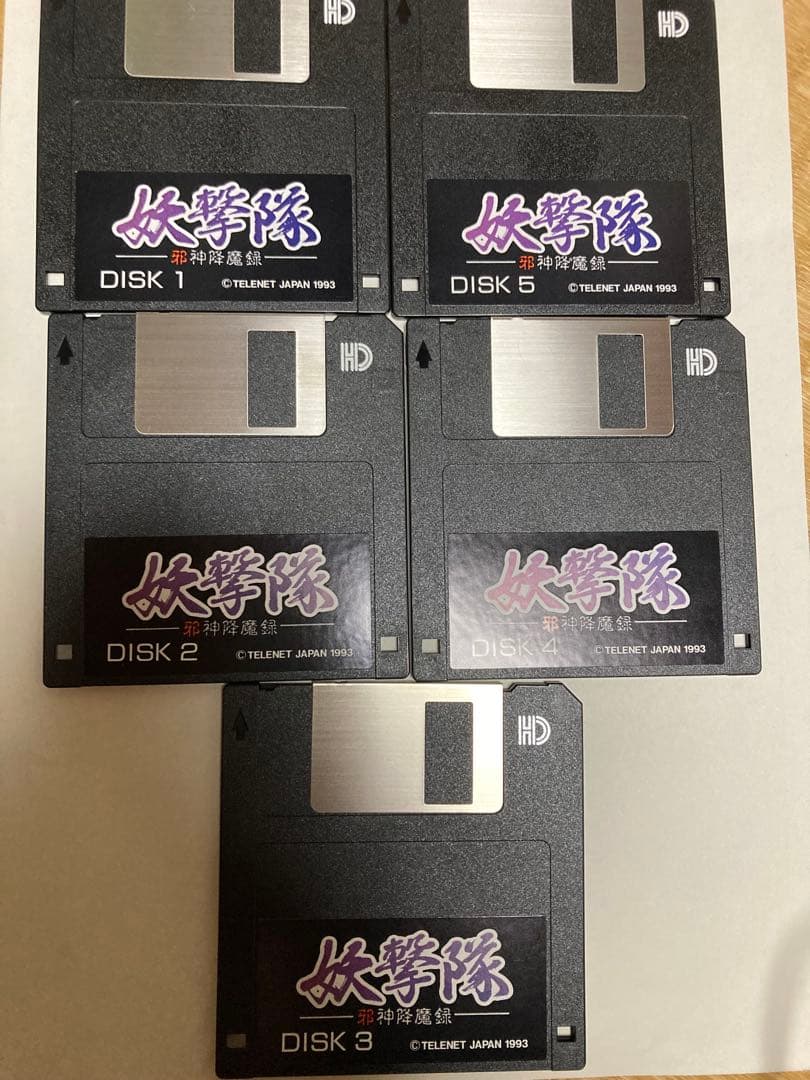 HD
妖撃隊
邪神降魔録
DISK 1 ©TELENET JAPAN 1993
HD
妖撃隊
邪神降魔録
DISK 5 ©TELENET JAPAN 1993
HD
妖撃隊
邪神降魔録
DISK 2 ©TELENET JAPAN 1993
HD
妖撃隊
邪神降魔録
DISK 4 ©TELENET JAPAN 1993
HD
妖撃隊
邪神降魔録
DISK 3 ©TELENET JAPAN 1993